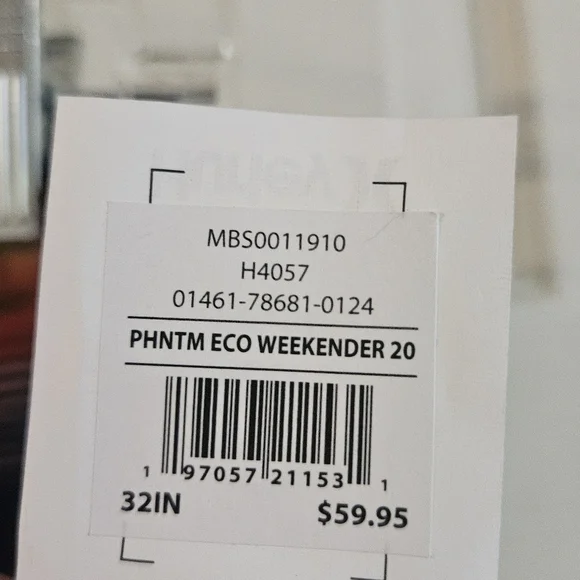 MBS0011910
H4057
01461-78681-0124
PHNTM ECO WEEKENDER 20
1 97057 21153 1
32IN $59.95